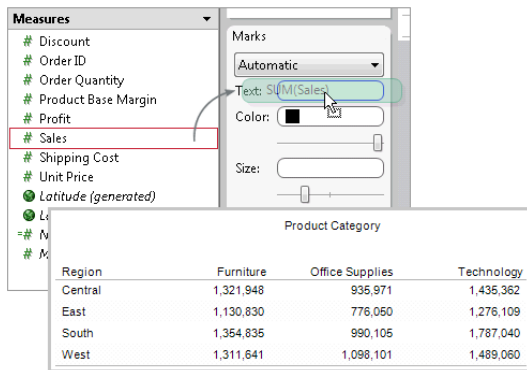 Measures
# Discount
# Order ID
# Order Quantity
# Product Base Margin
# Profit
# Sales
# Shipping Cost
# Unit Price
Latitude (generated)
Marks
Automatic
Text: SUM(Sales)
Color:
Size:
Product Category
Region Furniture Office Supplies Technology
Central 1,321,948 935,971 1,435,362
East 1,130,830 776,050 1,276,109
South 1,354,835 990,105 1,787,040
West 1,311,641 1,098,101 1,489,060